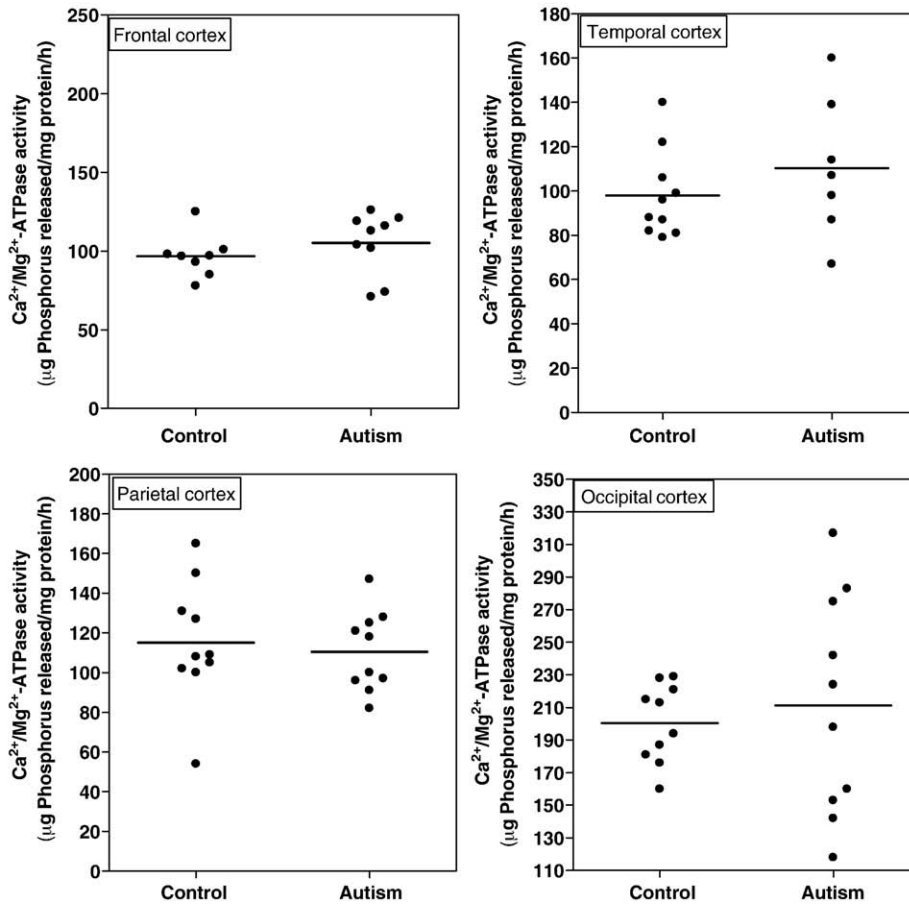 Frontal cortex
Ca²⁺/Mg²⁺-ATPase activity
(µg Phosphorus released/mg protein/h)
250
200
150
100
50
0
Control Autism
Temporal cortex
Ca²⁺/Mg²⁺-ATPase activity
(µg Phosphorus released/mg protein/h)
180
160
140
120
100
80
60
40
20
0
Control Autism
Parietal cortex
Ca²⁺/Mg²⁺-ATPase activity
(µg Phosphorus released/mg protein/h)
200
180
160
140
120
100
80
60
40
20
0
Control Autism
Occipital cortex
Ca²⁺/Mg²⁺-ATPase activity
(µg Phosphorus released/mg protein/h)
350
330
310
290
270
250
230
210
190
170
150
130
110
Control Autism